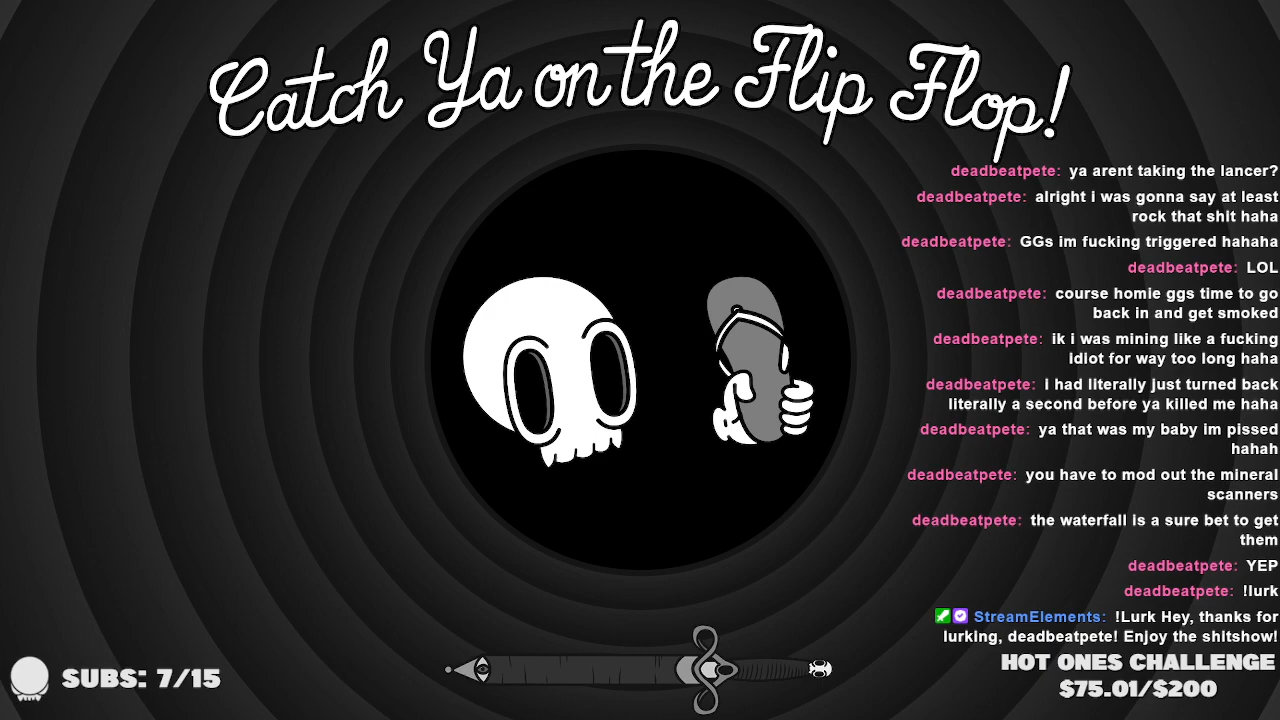 Catch Ya on the Flip Flop!
deadbeatpete: ya arent taking the lancer?
deadbeatpete: alright i was gonna say at least
rock that shit haha
deadbeatpete: GGs im fucking triggered hahaha
deadbeatpete: LOL
deadbeatpete: course homie ggs time to go
back in and get smoked
deadbeatpete: ik i was mining like a fucking
idiot for way too long haha
deadbeatpete: i had literally just turned back
literally a second before ya killed me haha
deadbeatpete: ya that was my baby im pissed
hahah
deadbeatpete: you have to mod out the mineral
scanners
deadbeatpete: the waterfall is a sure bet to get
them
deadbeatpete: YEP
deadbeatpete: !lurk
StreamElements: !Lurk Hey, thanks for
lurking, deadbeatpete! Enjoy the shitshow!
SUBS: 7/15
HOT ONES CHALLENGE
$75.01/$200